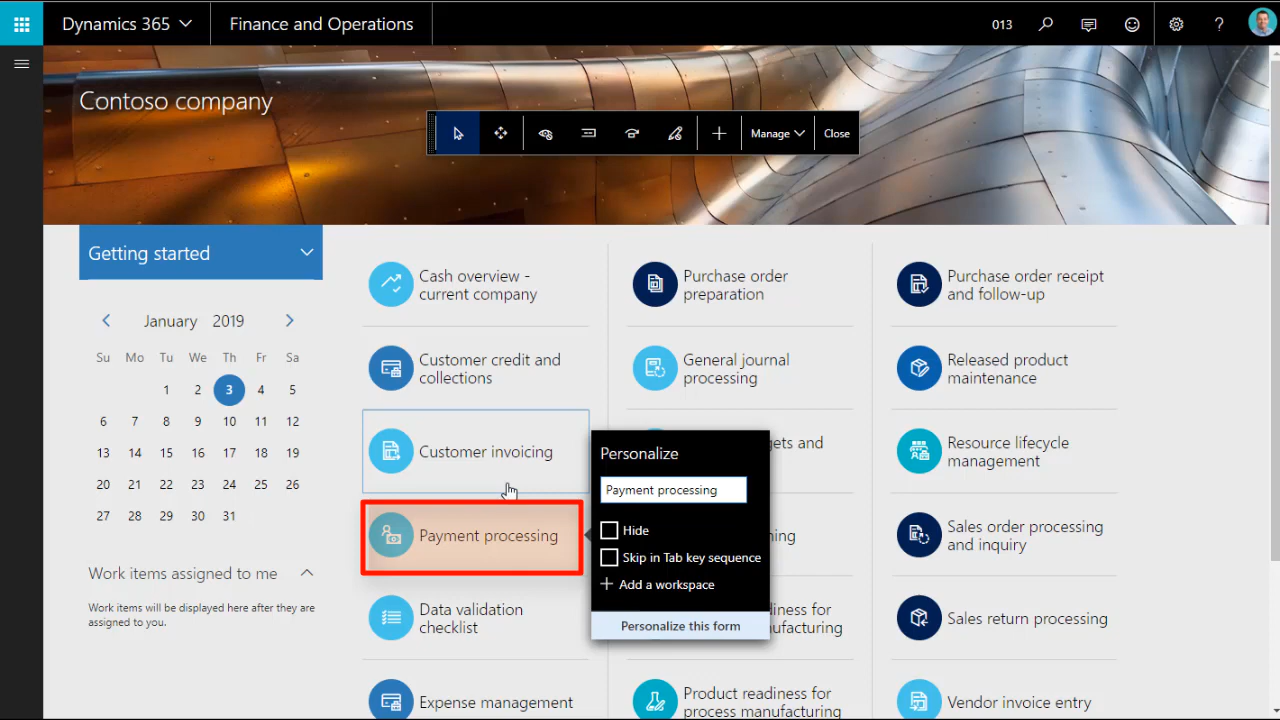 Dynamics 365
Finance and Operations
013
?
Contoso company
Manage
Close
Getting started
January 2019
Su Mo Tu We Th Fr Sa
1 2 3 4 5
6 7 8 9 10 11 12
13 14 15 16 17 18 19
20 21 22 23 24 25 26
27 28 29 30 31
Work items assigned to me
Work items will be displayed here after they are
assigned to you.
Cash overview -
current company
Customer credit and
collections
Customer invoicing
Payment processing
Data validation
checklist
Expense management
Purchase order
preparation
General journal
processing
and
Personalize
Payment processing
Hide
Skip in Tab key sequence
Add a workspace
Personalize this form
for
Product readiness for
process manufacturing
Purchase order receipt
and follow-up
Released product
maintenance
Resource lifecycle
management
Sales order processing
and inquiry
Sales return processing
Vendor invoice entry